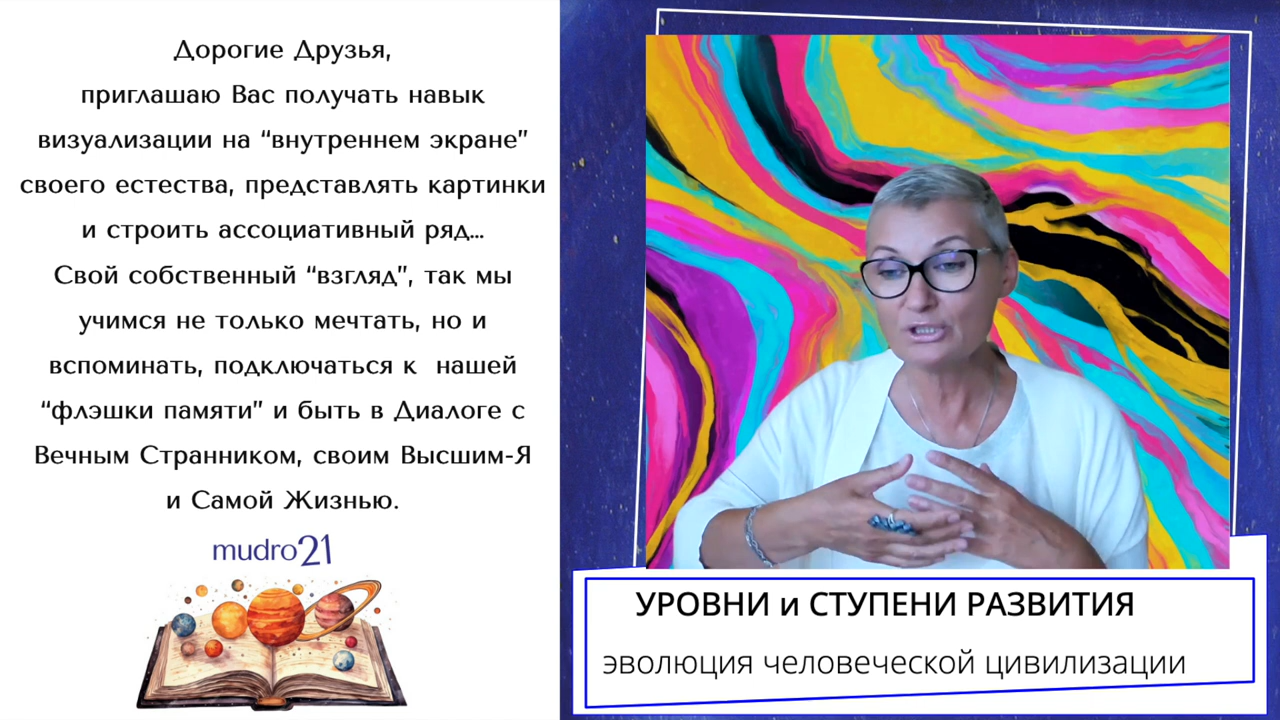 Дорогие Друзья,
приглашаю Вас получать навык
визуализации на “внутреннем экране”
своего естества, представлять картинки
и строить ассоциативный ряд...
Свой собственный “взгляд”, так мы
учимся не только мечтать, но и
вспоминать, подключаться к нашей
“флэшки памяти” и быть в Диалоге с
Вечным Странником, своим Высшим-Я
и Самой Жизнью.
mudro21
УРОВНИ и СТУПЕНИ РАЗВИТИЯ
эволюция человеческой цивилизации